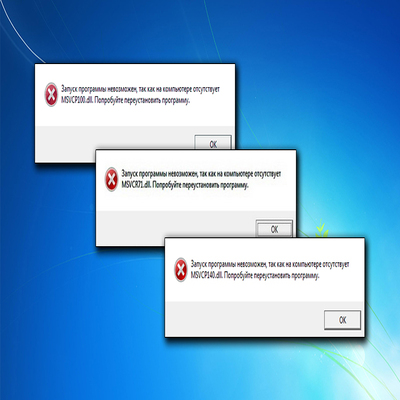 Запуск программы невозможен, так как на компьютере отсутствует
MSVCP100.dll. Попробуйте переустановить программу.
OK
Запуск программы невозможен, так как на компьютере отсутствует
MSVCR71.dll. Попробуйте переустановить программу.
OK
Запуск программы невозможен, так как на компьютере отсутствует
MSVCP140.dll. Попробуйте переустановить программу.
OK